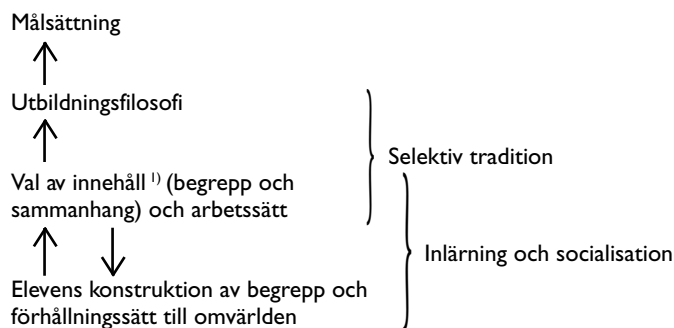 Målsättning
Utbildningsfilosofi
Selektiv tradition
Val av innehåll ¹⁾ (begrepp och
sammanhang) och arbetssätt
Inlärning och socialisation
Elevens konstruktion av begrepp och
förhållningssätt till omvärlden